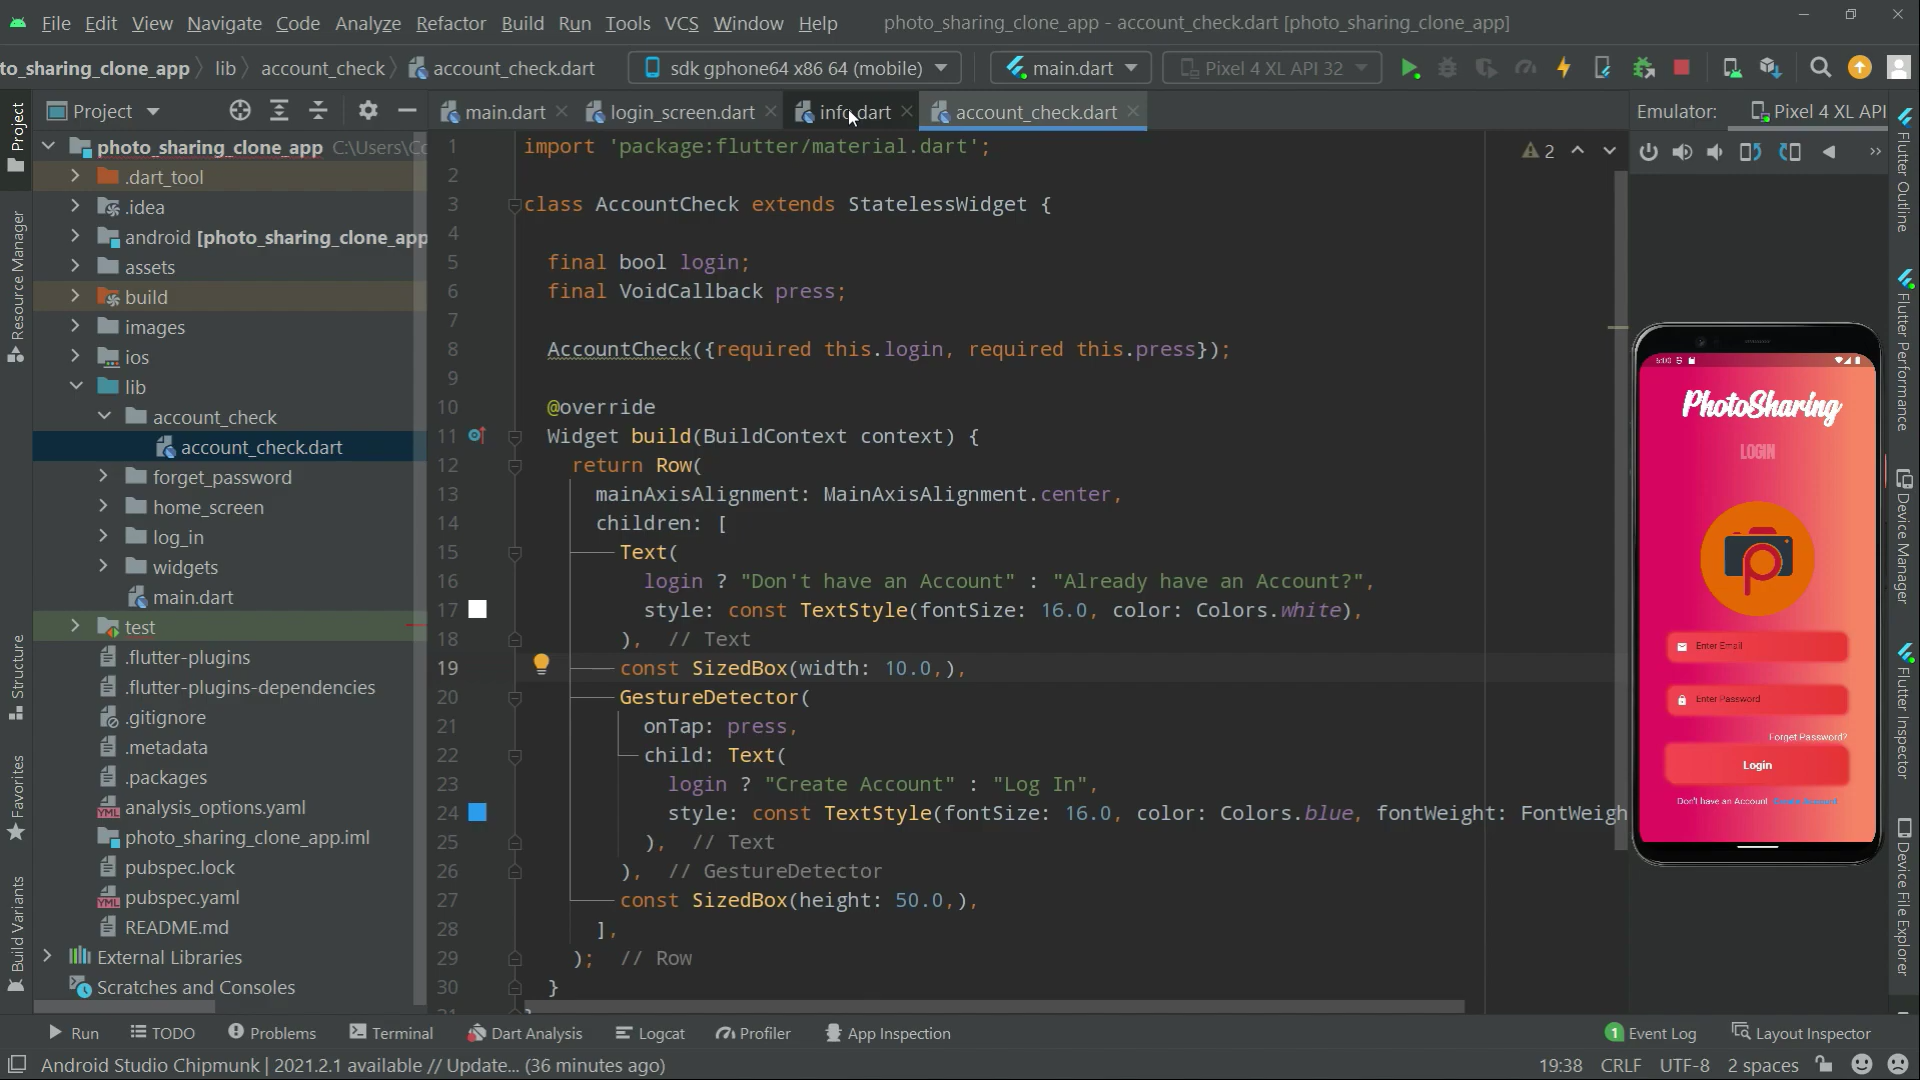 File Edit View Navigate Code Analyze Refactor Build Run Tools VCS Window Help photo_sharing_clone_app - account_check.dart [photo_sharing_clone_app]
to_sharing_clone_app lib account_check account_check.dart sdk gphone64 x86 64 (mobile) main.dart Pixel 4 XL API 32
Project main.dart login_screen.dart info.dart account_check.dart Emulator: Pixel 4 XL API
photo_sharing_clone_app C:\Users\Co
.dart_tool
.idea
android [photo_sharing_clone_app
assets
build
images
ios
lib
account_check
account_check.dart
forget_password
home_screen
log_in
widgets
main.dart
test
.flutter-plugins
.flutter-plugins-dependencies
.gitignore
.metadata
.packages
analysis_options.yaml
photo_sharing_clone_app.iml
pubspec.lock
pubspec.yaml
README.md
External Libraries
Scratches and Consoles
1 import 'package:flutter/material.dart';
2
3 class AccountCheck extends StatelessWidget {
4
5 final bool login;
6 final VoidCallback press;
7
8 AccountCheck({required this.login, required this.press});
9
10 @override
11 Widget build(BuildContext context) {
12 return Row(
13 mainAxisAlignment: MainAxisAlignment.center,
14 children: [
15 Text(
16 login ? "Don't have an Account" : "Already have an Account?",
17 style: const TextStyle(fontSize: 16.0, color: Colors.white),
18 ), // Text
19 const SizedBox(width: 10.0,),
20 GestureDetector(
21 onTap: press,
22 child: Text(
23 login ? "Create Account" : "Log In",
24 style: const TextStyle(fontSize: 16.0, color: Colors.blue, fontWeight: FontWeigh
25 ), // Text
26 ), // GestureDetector
27 const SizedBox(height: 50.0,),
28 ],
29 ); // Row
30 }
2
5:00
PhotoSharing
LOGIN
Enter Email
Enter Password
Forget Password?
Login
Don't have an Account Create Account
Project
Resource Manager
Structure
Favorites
Build Variants
Flutter Outline
Flutter Performance
Device Manager
Flutter Inspector
Device File Explorer
Run TODO Problems Terminal Dart Analysis Logcat Profiler App Inspection 1 Event Log Layout Inspector
Android Studio Chipmunk | 2021.2.1 available // Update... (36 minutes ago) 19:38 CRLF UTF-8 2 spaces